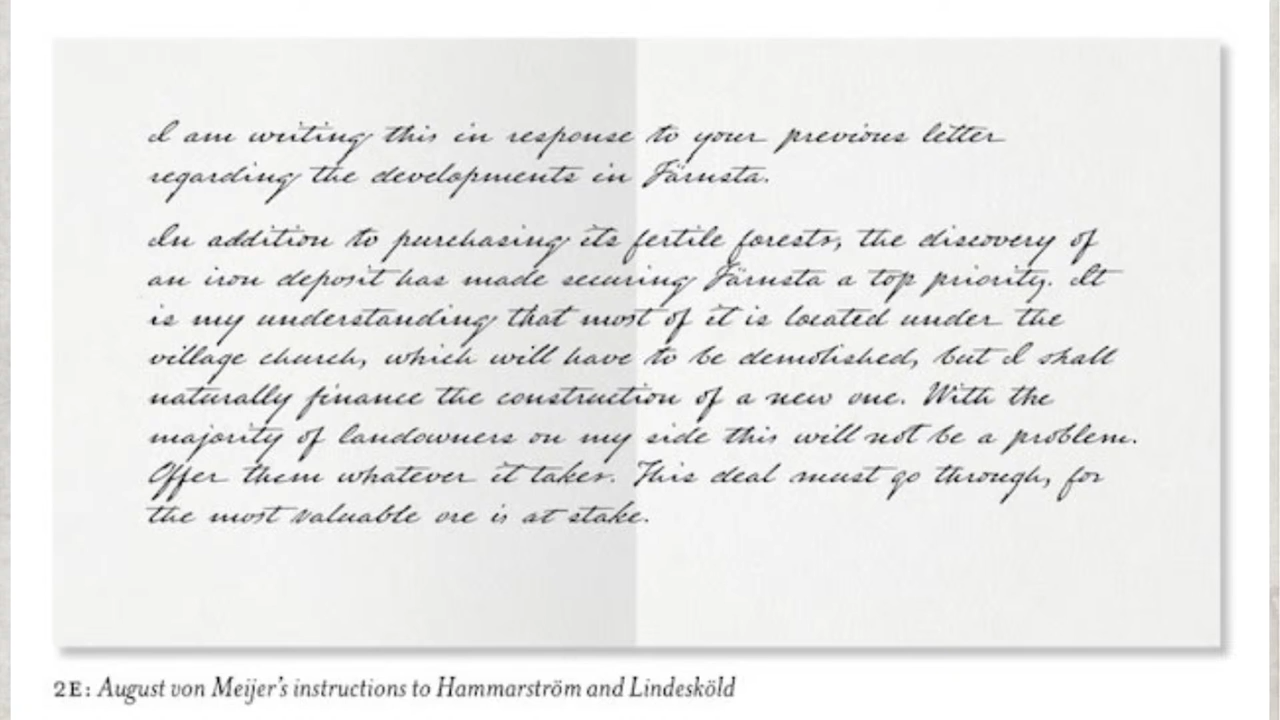 I am writing this in response to your previous letter
regarding the developments in Färnsta.
In addition to purchasing its fertile forests, the discovery of
an iron deposit has made securing Färnsta a top priority. It
is my understanding that most of it is located under the
village church, which will have to be demolished, but I shall
naturally finance the construction of a new one. With the
majority of landowners on my side this will not be a problem.
Offer them whatever it takes. This deal must go through, for
the most valuable ore is at stake.
2E: August von Meijer's instructions to Hammarström and Lindesköld